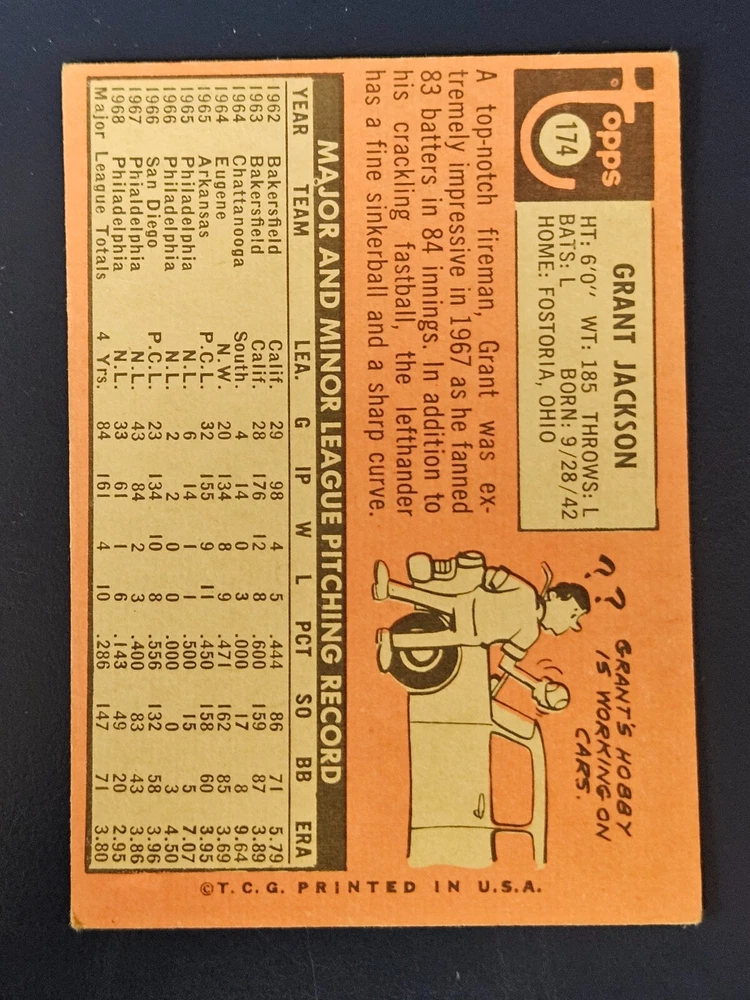 Topps
174
GRANT JACKSON
HT: 6'0" WT: 185 THROWS: L
BATS: L BORN: 9/28/42
HOME: FOSTORIA, OHIO
A top-notch fireman, Grant was ex-
tremely impressive in 1967 as he fanned
83 batters in 84 innings. In addition to
his crackling fastball, the lefthander
has a fine sinkerball and a sharp curve.
GRANT'S HOBBY
IS WORKING ON
CARS.
??
MAJOR AND MINOR LEAGUE PITCHING RECORD
YEAR TEAM LEA. G IP W L PCT SO BB ERA
1962 Bakersfield Calif. 29 98 4 5 .444 86 71 5.79
1963 Bakersfield Calif. 28 176 12 8 .600 159 87 3.89
1964 Chattanooga South. 4 14 0 3 .000 17 8 9.64
1964 Eugene N.W. 20 134 8 9 .471 162 85 3.69
1965 Arkansas P.C.L. 32 155 9 11 .450 158 60 3.95
1965 Philadelphia N.L. 6 14 1 1 .500 15 5 7.07
1966 Philadelphia N.L. 2 2 0 0 .000 0 3 4.50
1966 San Diego P.C.L. 23 134 10 8 .556 132 58 3.96
1967 Phialdelphia N.L. 43 84 2 3 .400 83 43 3.86
1968 Philadelphia N.L. 33 61 1 6 .143 49 20 2.95
Major League Totals 4 Yrs. 84 161 4 10 .286 147 71 3.80
©T.C.G. PRINTED IN U.S.A.